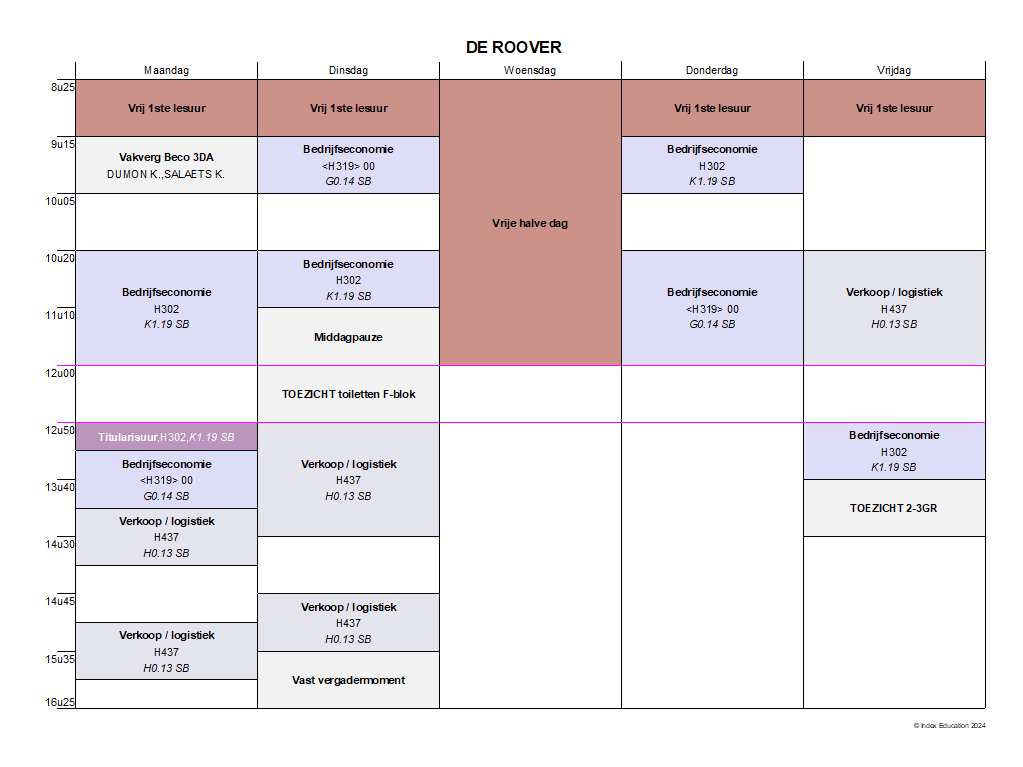 DE ROOVER
Maandag
Dinsdag
Woensdag
Donderdag
Vrijdag
8u25
Vrij 1ste lesuur
Vrij 1ste lesuur
Vrij 1ste lesuur
Vrij 1ste lesuur
9u15
Vakverg Beco 3DA
DUMON K.,SALAETS K.
Bedrijfseconomie
<H319> 00
G0.14 SB
Bedrijfseconomie
H302
K1.19 SB
10u05
Vrije halve dag
10u20
Bedrijfseconomie
H302
K1.19 SB
Bedrijfseconomie
H302
K1.19 SB
Bedrijfseconomie
<H319> 00
G0.14 SB
Verkoop / logistiek
H437
H0.13 SB
11u10
Middagpauze
12u00
TOEZICHT toiletten F-blok
12u50
Titularisuur,H302,K1.19 SB
Bedrijfseconomie
<H319> 00
G0.14 SB
Verkoop / logistiek
H437
H0.13 SB
Bedrijfseconomie
H302
K1.19 SB
13u40
Verkoop / logistiek
H437
H0.13 SB
TOEZICHT 2-3GR
14u30
14u45
Verkoop / logistiek
H437
H0.13 SB
Verkoop / logistiek
H437
H0.13 SB
15u35
Vast vergadermoment
16u25
© Index Education 2024